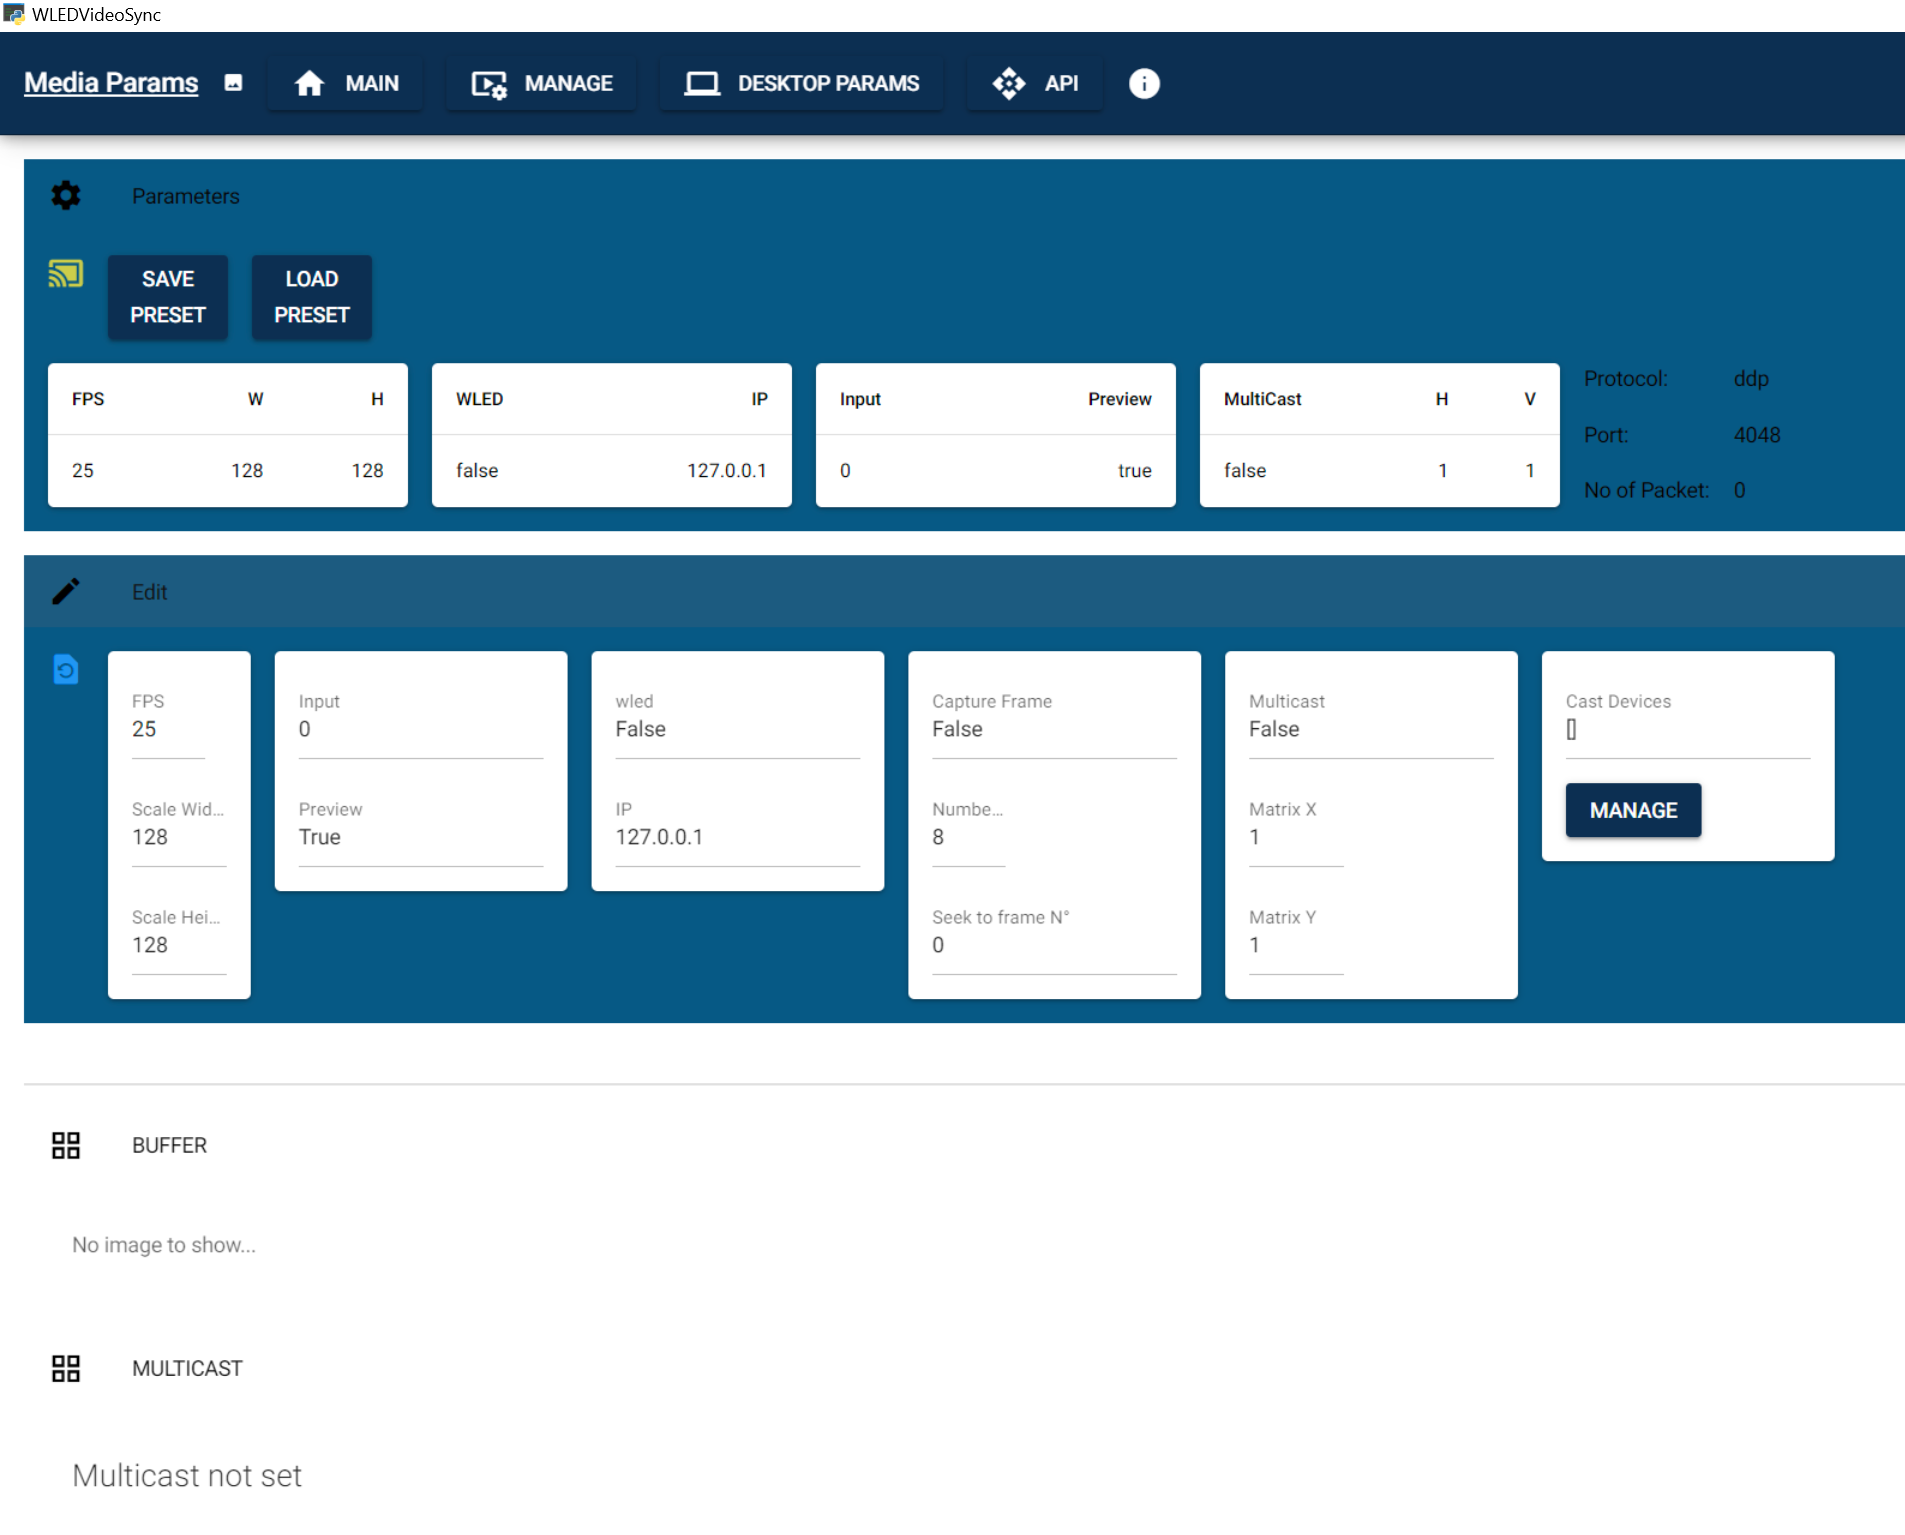 WLEDVideoSync
Media Params MAIN MANAGE DESKTOP PARAMS API
Parameters
SAVE PRESET
LOAD PRESET
FPS W H
25 128 128
WLED IP
false 127.0.0.1
Input Preview
0 true
MultiCast H V
false 1 1
Protocol: ddp
Port: 4048
No of Packet: 0
Edit
FPS
25
Scale Wid...
128
Scale Hei...
128
Input
0
Preview
True
wled
False
IP
127.0.0.1
Capture Frame
False
Numbe...
8
Seek to frame N°
0
Multicast
False
Matrix X
1
Matrix Y
1
Cast Devices
[]
MANAGE
BUFFER
No image to show...
MULTICAST
Multicast not set